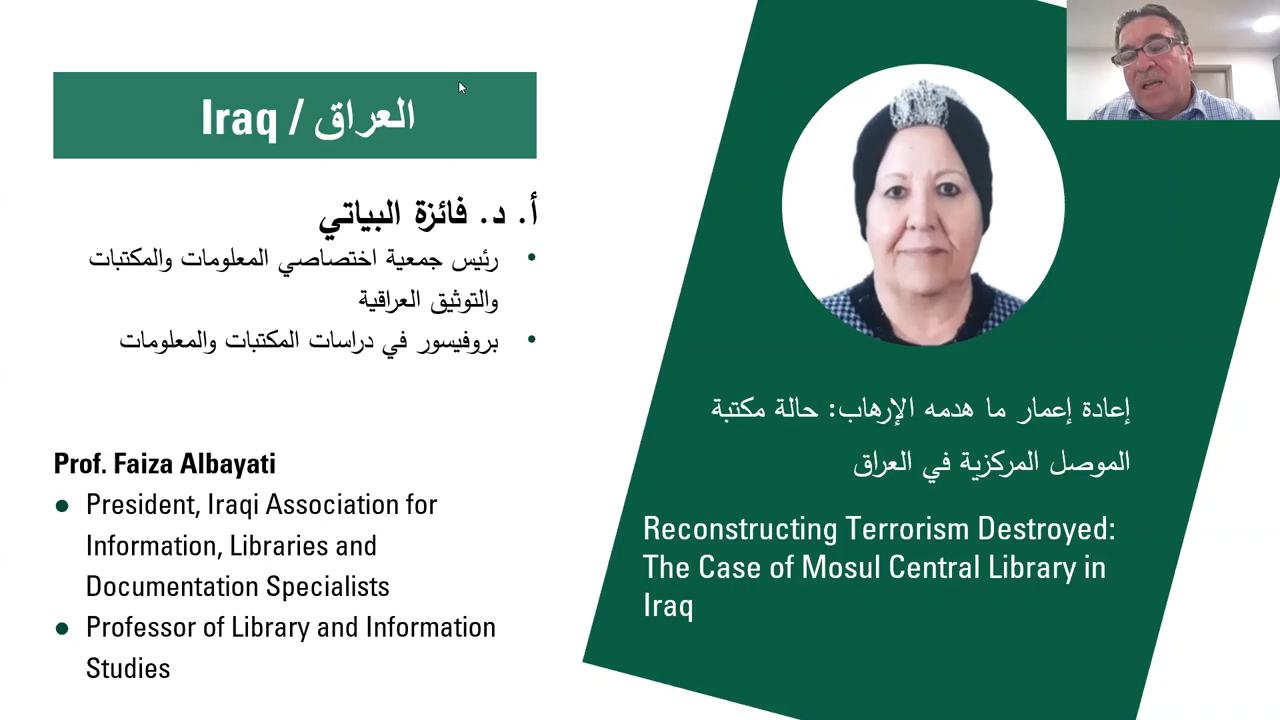 العراق / Iraq
أ. د. فائزة البياتي
• رئيس جمعية اختصاصي المعلومات والمكتبات
والتوثيق العراقية
• بروفيسور في دراسات المكتبات والمعلومات
Prof. Faiza Albayati
● President, Iraqi Association for
Information, Libraries and
Documentation Specialists
● Professor of Library and Information
Studies
إعادة إعمار ما هدمه الإرهاب: حالة مكتبة
الموصل المركزية في العراق
Reconstructing Terrorism Destroyed:
The Case of Mosul Central Library in
Iraq